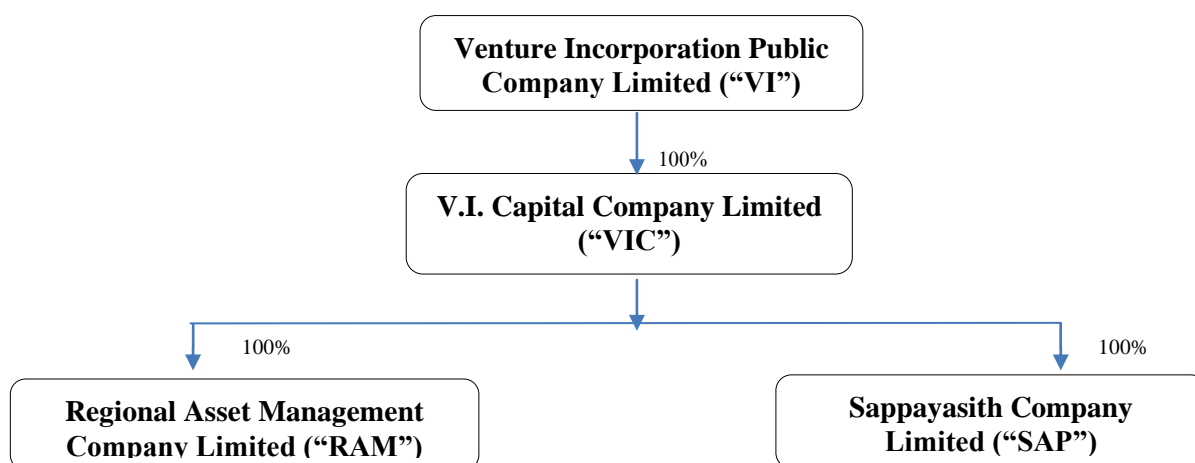 Venture Incorporation Public
Company Limited (“VI”)
100%
V.I. Capital Company Limited
(“VIC”)
100%
100%
Regional Asset Management
Company Limited (“RAM”)
Sappayasith Company
Limited (“SAP”)